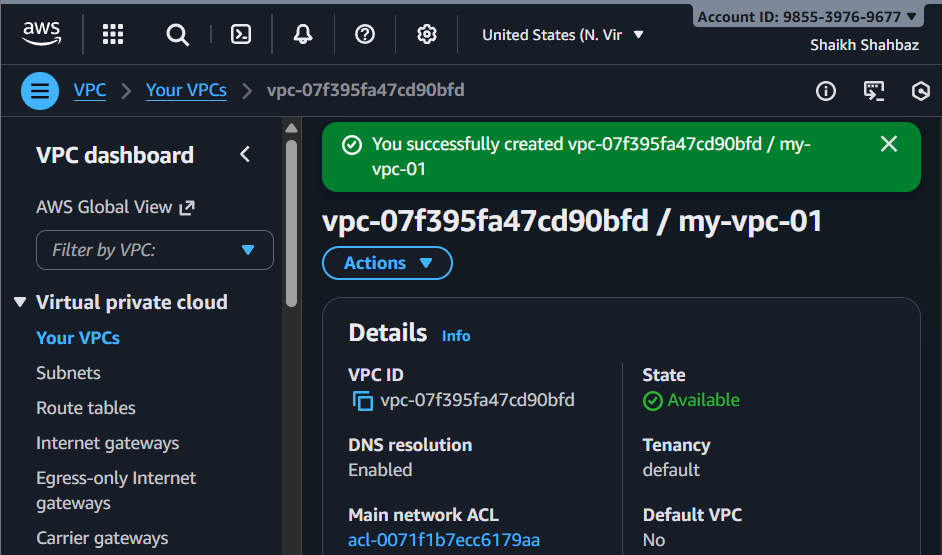 aws
United States (N. Vir
Account ID: 9855-3976-9677
Shaikh Shahbaz
VPC
Your VPCs
vpc-07f395fa47cd90bfd
VPC dashboard
AWS Global View
Filter by VPC:
Virtual private cloud
Your VPCs
Subnets
Route tables
Internet gateways
Egress-only Internet
gateways
Carrier gateways
You successfully created vpc-07f395fa47cd90bfd / my-
vpc-01
vpc-07f395fa47cd90bfd / my-vpc-01
Actions
Details Info
VPC ID
vpc-07f395fa47cd90bfd
State
Available
DNS resolution
Enabled
Tenancy
default
Main network ACL
acl-0071f1b7ecc6179aa
Default VPC
No